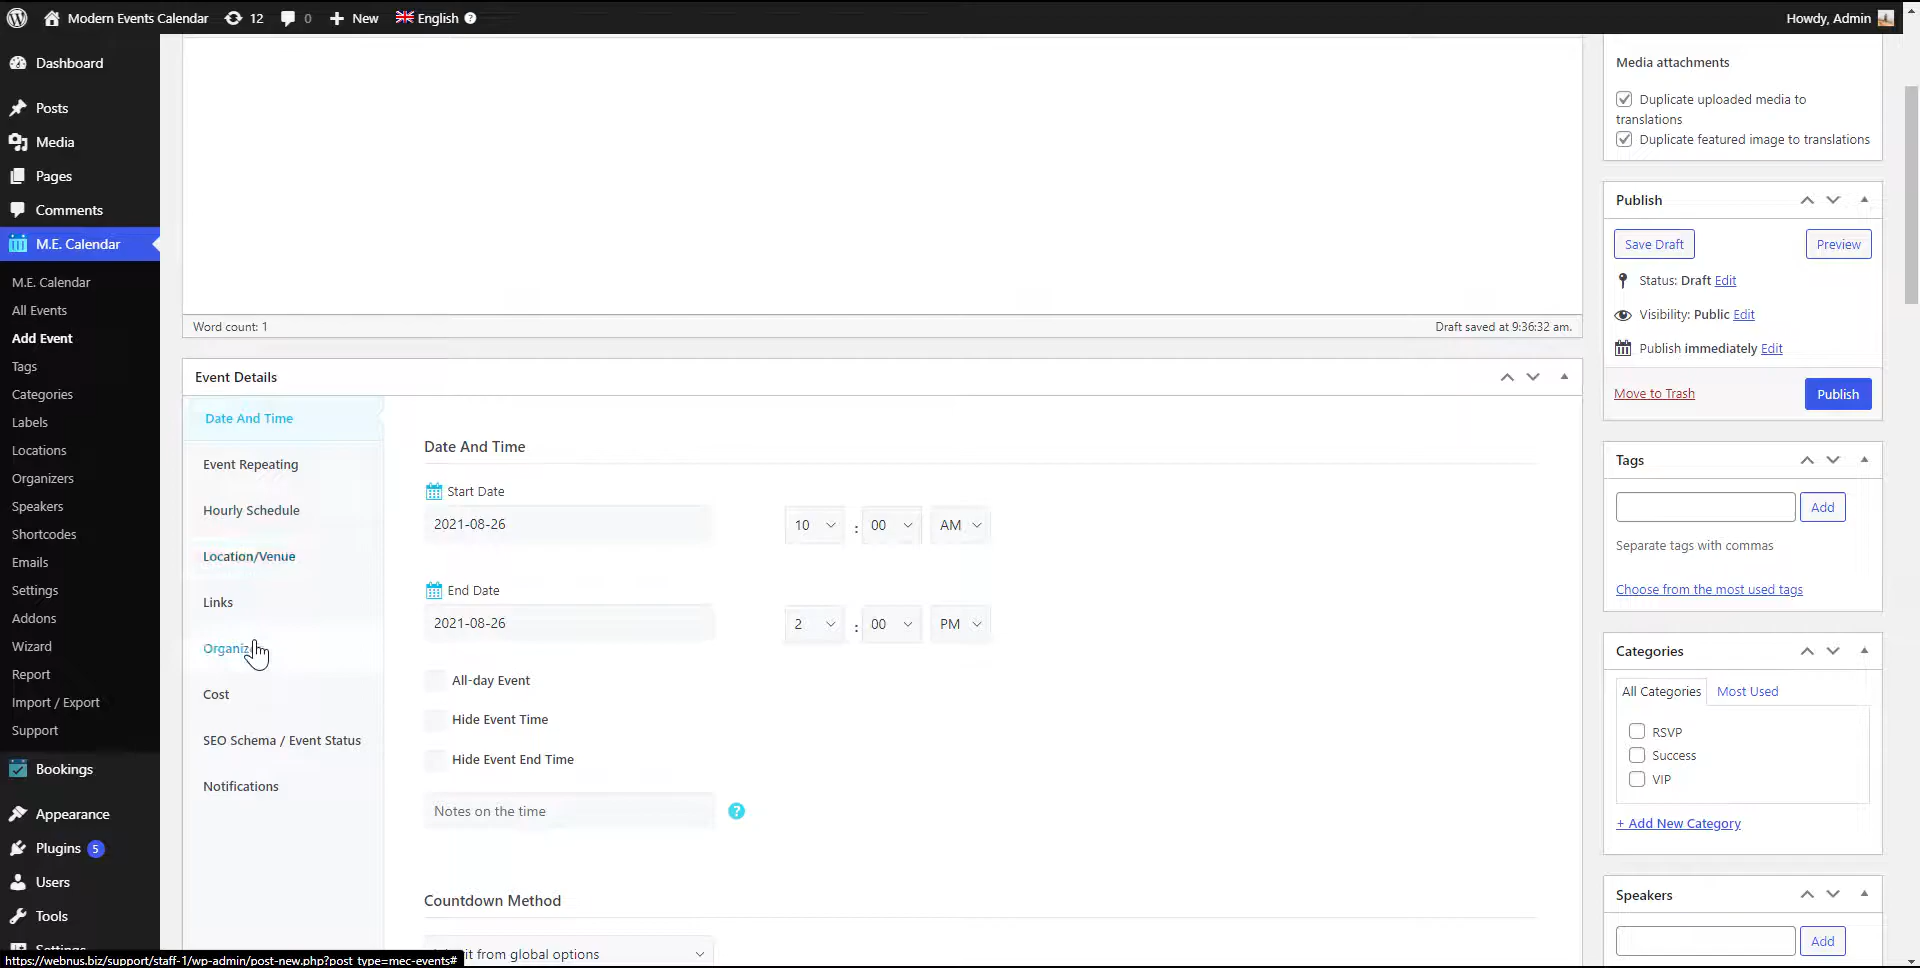 Modern Events Calendar
12
0
New
English
Howdy, Admin
Dashboard
Posts
Media
Pages
Comments
M.E. Calendar
M.E. Calendar
All Events
Add Event
Tags
Categories
Labels
Locations
Organizers
Speakers
Shortcodes
Emails
Settings
Addons
Wizard
Report
Import / Export
Support
Bookings
Appearance
Plugins 5
Users
Tools
Settings
https://webnus.biz/support/staff-1/wp-admin/post-new.php?post_type=mec-events#
Word count: 1
Draft saved at 9:36:32 am.
Event Details
Date And Time
Event Repeating
Hourly Schedule
Location/Venue
Links
Cost
SEO Schema / Event Status
Notifications
Date And Time
Start Date
2021-08-26
10 : 00 AM
End Date
2021-08-26
2 : 00 PM
All-day Event
Hide Event Time
Hide Event End Time
Notes on the time
?
Countdown Method
from global options
Media attachments
Duplicate uploaded media to
translations
Duplicate featured image to translations
Publish
Save Draft
Preview
Status: Draft Edit
Visibility: Public Edit
Publish immediately Edit
Move to Trash
Publish
Tags
Add
Separate tags with commas
Choose from the most used tags
Categories
All Categories
Most Used
RSVP
Success
VIP
+ Add New Category
Speakers
Add